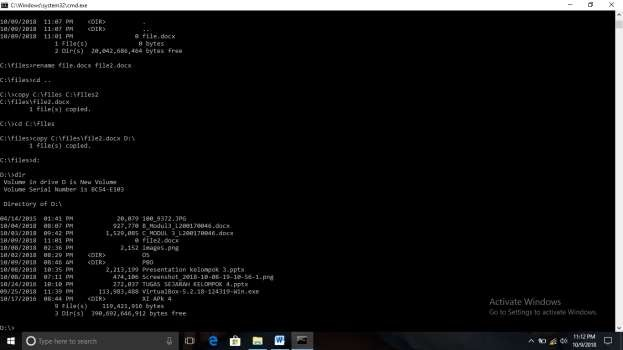 C:\Windows\system32\cmd.exe
10/09/2018 11:07 PM <DIR> .
10/09/2018 11:07 PM <DIR> ..
10/09/2018 11:01 PM 0 file.docx
1 File(s) 0 bytes
2 Dir(s) 20,042,686,464 bytes free
C:\files>rename file.docx file2.docx
C:\files>cd ..
C:\>copy C:\files C:\files2
C:\files\file2.docx
1 file(s) copied.
C:\>cd C:\files
C:\files>copy C:\files\file2.docx D:\
1 file(s) copied.
C:\files>d:
D:\>dir
Volume in drive D is New Volume
Volume Serial Number is 8C54-E103
Directory of D:\
04/14/2015 01:41 PM 20,079 100_9372.JPG
10/04/2018 08:07 PM 927,770 B_Modul3_L200170046.docx
10/03/2018 09:42 PM 1,529,085 C_MODUL 3_L200170046.docx
10/09/2018 11:01 PM 0 file2.docx
10/08/2018 02:36 PM 2,152 images.png
10/02/2018 08:29 PM <DIR> OS
10/09/2018 08:46 AM <DIR> PBO
10/08/2018 10:35 PM 2,213,199 Presentation kelompok 3.pptx
10/08/2018 07:11 PM 474,106 Screenshot_2018-10-08-19-10-56-1.png
10/24/2016 10:10 PM 272,037 TUGAS SEJARAH KELOMPOK 4.pptx
09/25/2018 11:39 PM 113,983,488 VirtualBox-5.2.18-124319-Win.exe
10/17/2016 08:44 PM <DIR> XI APk 4
9 File(s) 119,421,916 bytes
3 Dir(s) 390,692,646,912 bytes free
D:\>
Activate Windows
Go to Settings to activate Windows.
Type here to search
11:12 PM
10/9/2018